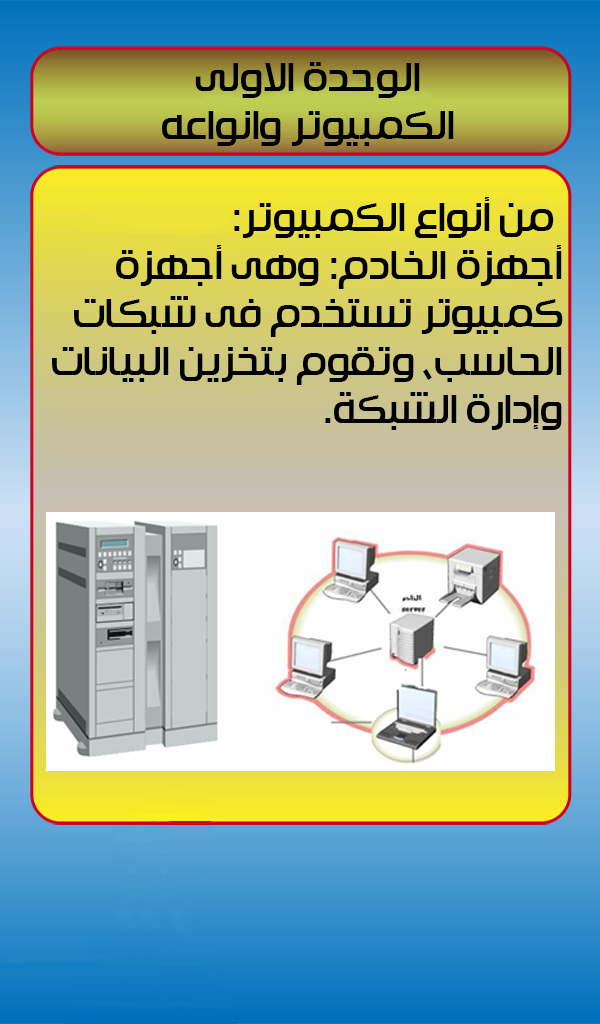 الوحدة الاولى
الكمبيوتر وانواعه
من أنواع الكمبيوتر:
أجهزة الخادم: وهى أجهزة
كمبيوتر تستخدم فى شبكات
الحاسب، وتقوم بتخزين البيانات
وإدارة الشبكة.
server